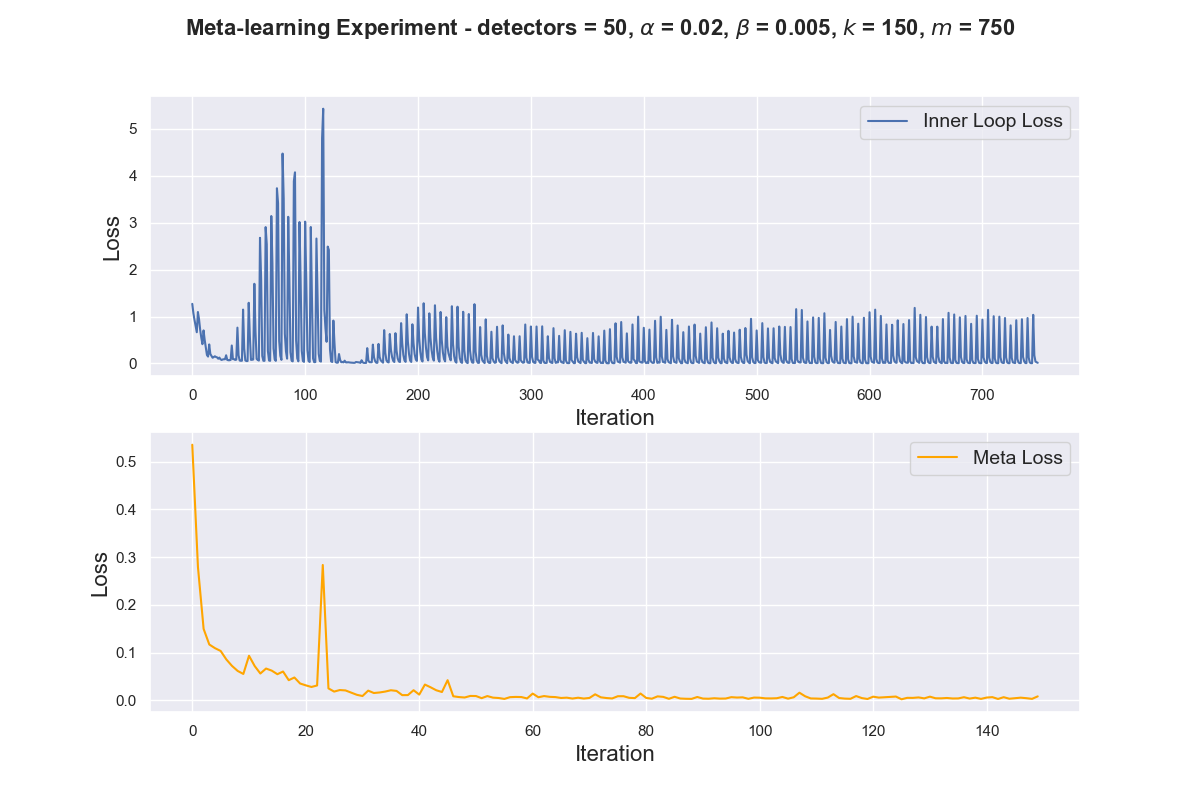 Meta-learning Experiment - detectors = 50, α = 0.02, β = 0.005, k = 150, m = 750
Inner Loop Loss
Loss
5
4
3
2
1
0
0 100 200 300 400 500 600 700
Iteration
Meta Loss
Loss
0.5
0.4
0.3
0.2
0.1
0.0
0 20 40 60 80 100 120 140
Iteration